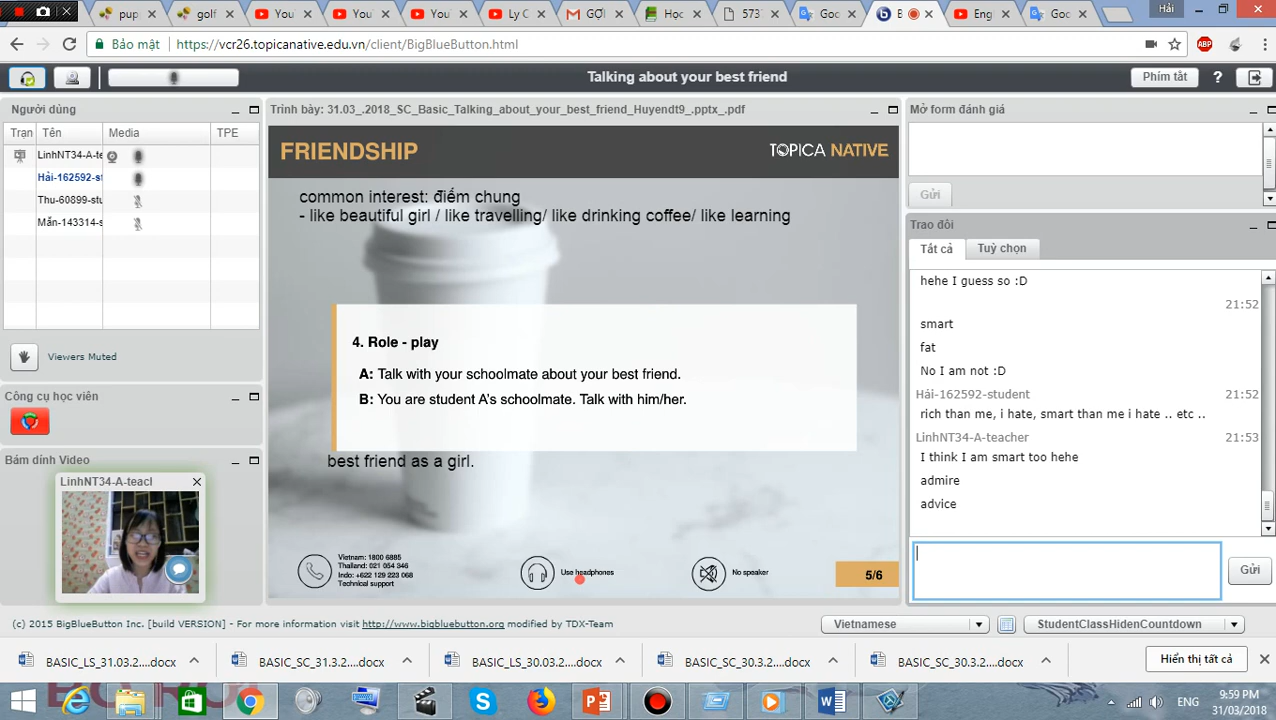 pup
golf
You
You
You
Ly C
GỢI
Học
573
Goo
B
Eng
Goo
Hải
Bảo mật
https://vcr26.topicanative.edu.vn/client/BigBlueButton.html
ABP
Talking about your best friend
Phím tắt
?
Người dùng
Trạn Tên Media TPE
LinhNT34-A-te
Hải-162592-st
Thu-60899-stu
Mẫn-143314-s
Viewers Muted
Công cụ học viên
Bám dính Video
LinhNT34-A-teacl
Trình bày: 31.03_.2018_SC_Basic_Talking_about_your_best_friend_Huyendt9_.pptx_.pdf
FRIENDSHIP
TOPICA NATIVE
common interest: điểm chung
- like beautiful girl / like travelling/ like drinking coffee/ like learning
4. Role - play
A: Talk with your schoolmate about your best friend.
B: You are student A's schoolmate. Talk with him/her.
best friend as a girl.
Vietnam: 1800 6885
Thailand: 021 054 346
Indo: +622 129 223 068
Technical support
Use headphones
No speaker
5/6
Mở form đánh giá
Gửi
Trao đổi
Tất cả
Tuỳ chọn
hehe I guess so :D
21:52
smart
fat
No I am not :D
Hải-162592-student 21:52
rich than me, i hate, smart than me i hate .. etc ..
LinhNT34-A-teacher 21:53
I think I am smart too hehe
admire
advice
Gửi
(c) 2015 BigBlueButton Inc. [build VERSION] - For more information visit http://www.bigbluebutton.org modified by TDX-Team
Vietnamese
StudentClassHidenCountdown
BASIC_LS_31.03.2....docx
BASIC_SC_31.3.2....docx
BASIC_LS_30.03.2....docx
BASIC_SC_30.3.2....docx
BASIC_SC_30.3.2....docx
Hiển thị tất cả
ENG
9:59 PM
31/03/2018